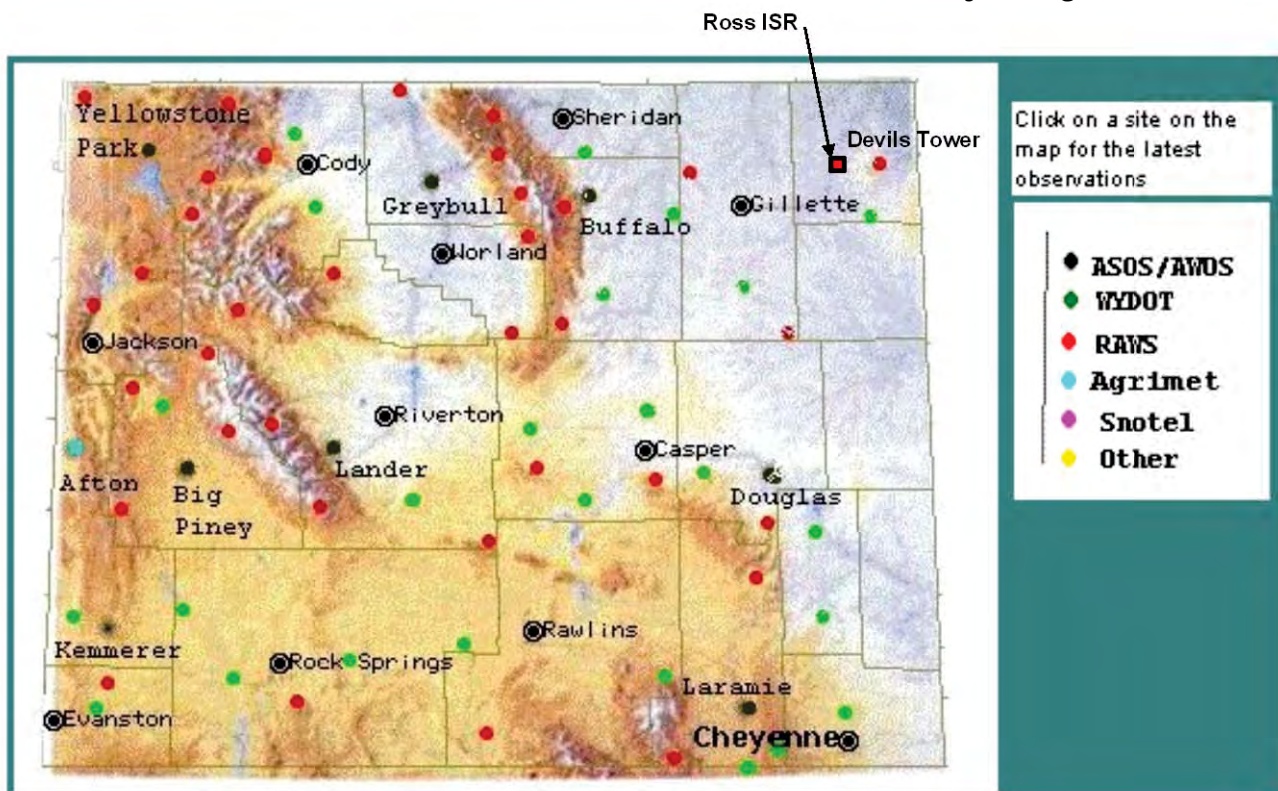 Ross ISR
Yellowstone
Park
Sheridan
Devils Tower
Cody
Greybull
Buffalo
Gillette
Worland
Jackson
Riverton
Casper
Lander
Afton
Big
Piney
Douglas
Rawlins
Kemmerer
Rock Springs
Laramie
Evanston
Cheyenne
Click on a site on the
map for the latest
observations
ASOS/AWOS
WYDOT
RAWS
Agrimet
Snotel
Other